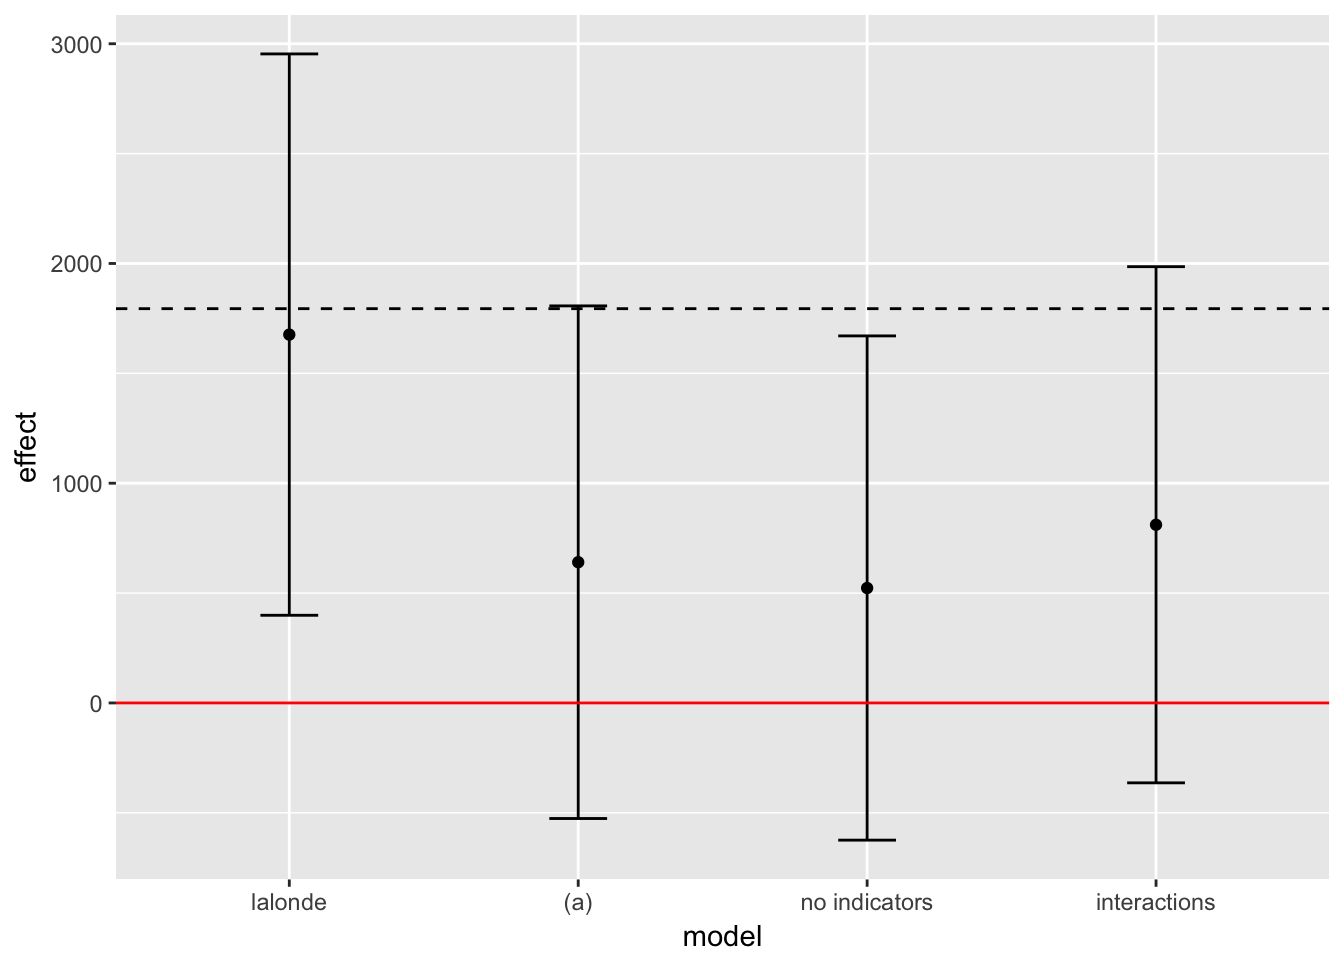 3000
2000
1000
0
effect
lalonde
(a)
no indicators
interactions
model